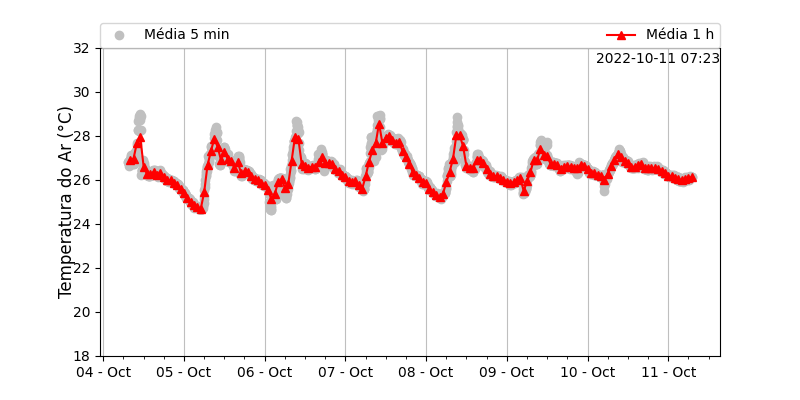 Média 5 min
Média 1 h
2022-10-11 07:23
Temperatura do Ar (°C)
32
30
28
26
24
22
20
18
04 - Oct
05 - Oct
06 - Oct
07 - Oct
08 - Oct
09 - Oct
10 - Oct
11 - Oct